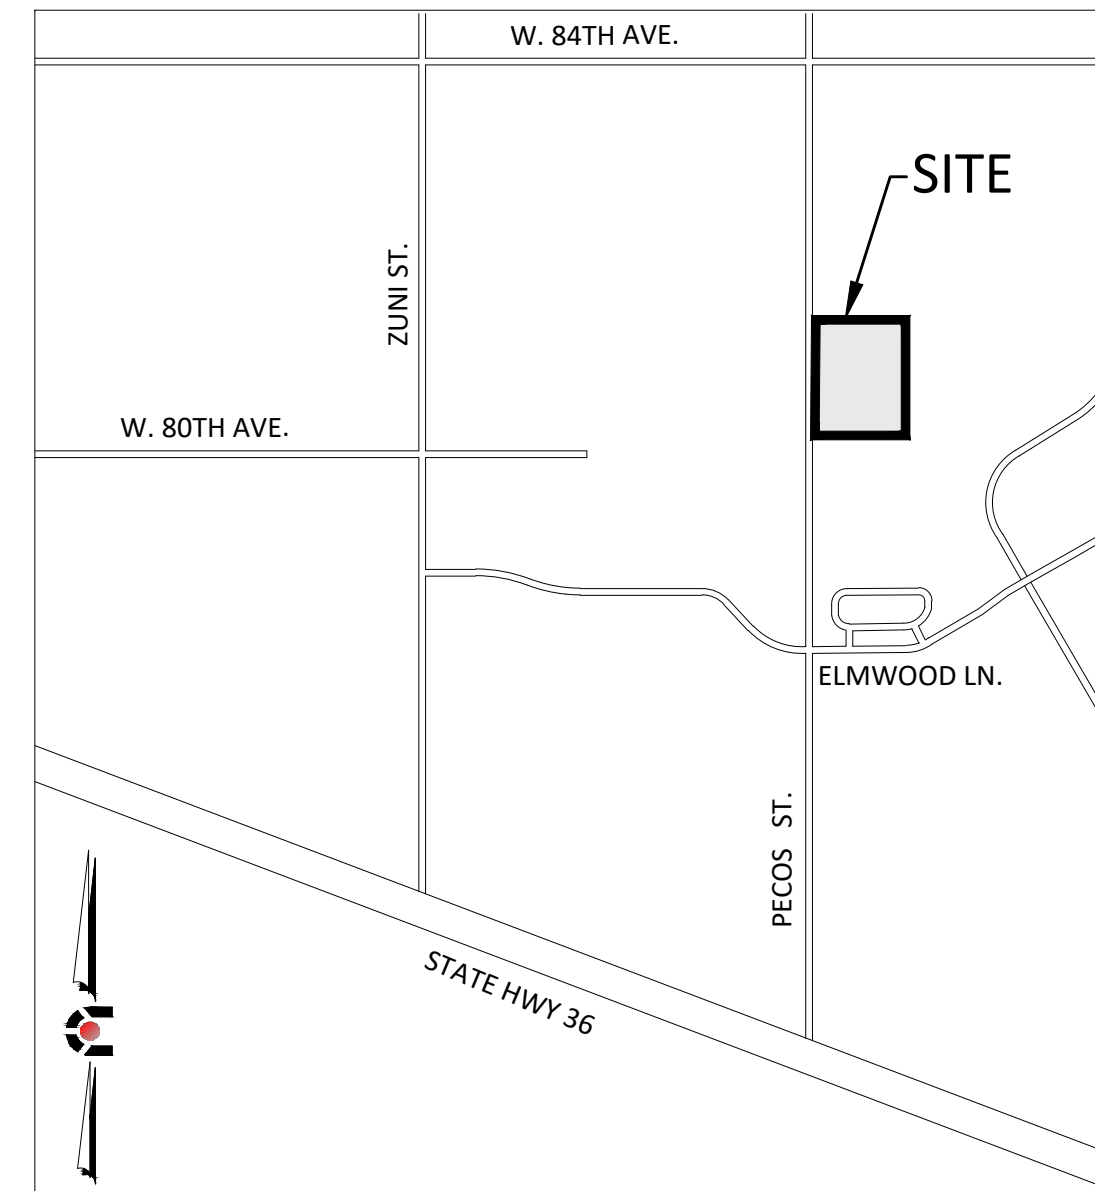 W. 84TH AVE.
SITE
ZUNI ST.
W. 80TH AVE.
ELMWOOD LN.
PECOS ST.
STATE HWY 36